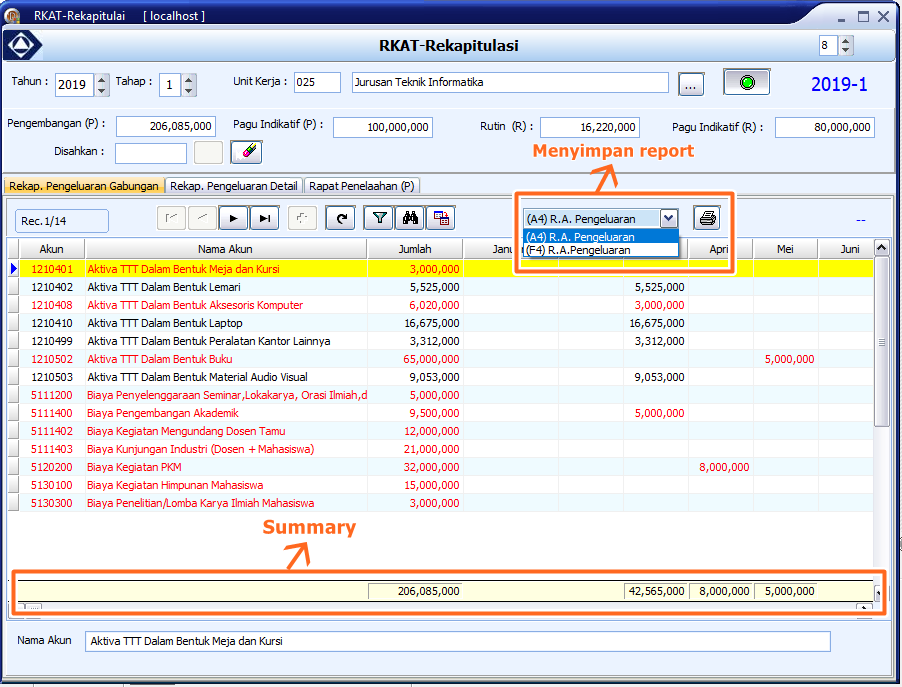 RKAT-Rekapitulai [ localhost ]
RKAT-Rekapitulasi 8
Tahun : 2019 Tahap : 1 Unit Kerja : 025 Jurusan Teknik Informatika ... 2019-1
Pengembangan (P) : 206,085,000 Pagu Indikatif (P) : 100,000,000 Rutin (R) : 16,220,000 Pagu Indikatif (R) : 80,000,000
Disahkan :
Menyimpan report
Rekap. Pengeluaran Gabungan Rekap. Pengeluaran Detail Rapat Penelaahan (P)
Rec. 1/14 (A4) R.A. Pengeluaran --
(A4) R.A. Pengeluaran
(F4) R.A.Pengeluaran
Akun Nama Akun Jumlah Apri Mei Juni
1210401 Aktiva TTT Dalam Bentuk Meja dan Kursi 3,000,000
1210402 Aktiva TTT Dalam Bentuk Lemari 5,525,000 5,525,000
1210408 Aktiva TTT Dalam Bentuk Aksesoris Komputer 6,020,000 3,000,000
1210410 Aktiva TTT Dalam Bentuk Laptop 16,675,000 16,675,000
1210499 Aktiva TTT Dalam Bentuk Peralatan Kantor Lainnya 3,312,000 3,312,000
1210502 Aktiva TTT Dalam Bentuk Buku 65,000,000 5,000,000
1210503 Aktiva TTT Dalam Bentuk Material Audio Visual 9,053,000 9,053,000
5111200 Biaya Penyelenggaraan Seminar,Lokakarya, Orasi Ilmiah,d 5,000,000
5111400 Biaya Pengembangan Akademik 9,500,000 5,000,000
5111402 Biaya Kegiatan Mengundang Dosen Tamu 12,000,000
5111403 Biaya Kunjungan Industri (Dosen + Mahasiswa) 21,000,000
5120200 Biaya Kegiatan PKM 32,000,000 8,000,000
5130100 Biaya Kegiatan Himpunan Mahasiswa 15,000,000
5130300 Biaya Penelitian/Lomba Karya Ilmiah Mahasiswa 3,000,000
Summary
206,085,000 42,565,000 8,000,000 5,000,000
Nama Akun Aktiva TTT Dalam Bentuk Meja dan Kursi